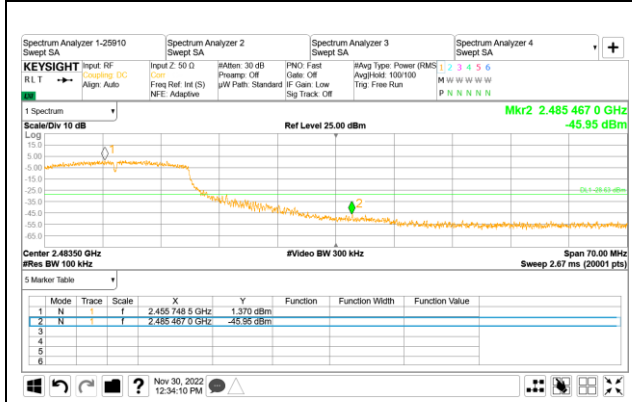 Spectrum Analyzer 1-25910
Swept SA
Spectrum Analyzer 2
Swept SA
Spectrum Analyzer 3
Swept SA
Spectrum Analyzer 4
Swept SA
KEYSIGHT
R L T
Input: RF
Coupling: DC
Align: Auto
Input Z: 50 Ω
Corr
Freq Ref: Int (S)
NFE: Adaptive
#Atten: 30 dB
Preamp: Off
µW Path: Standard
PNO: Fast
Gate: Off
IF Gain: Low
Sig Track: Off
#Avg Type: Power (RMS)
Avg|Hold: 100/100
Trig: Free Run
1 2 3 4 5 6
M W W W W W
P N N N N N
1 Spectrum
Scale/Div 10 dB
Ref Level 25.00 dBm
Mkr2 2.485 467 0 GHz
-45.95 dBm
Log
15.0
5.00
-5.00
-15.0
-25.0
-35.0
-45.0
-55.0
-65.0
1
2
Center 2.48350 GHz
#Res BW 100 kHz
#Video BW 300 kHz
Span 70.00 MHz
Sweep 2.67 ms (20001 pts)
5 Marker Table
Mode Trace Scale X Y Function Function Width Function Value
1 N 1 f 2.455 748 5 GHz 1.370 dBm
2 N 1 f 2.485 467 0 GHz -45.95 dBm
3
4
5
6
?
Nov 30, 2022
12:34:10 PM